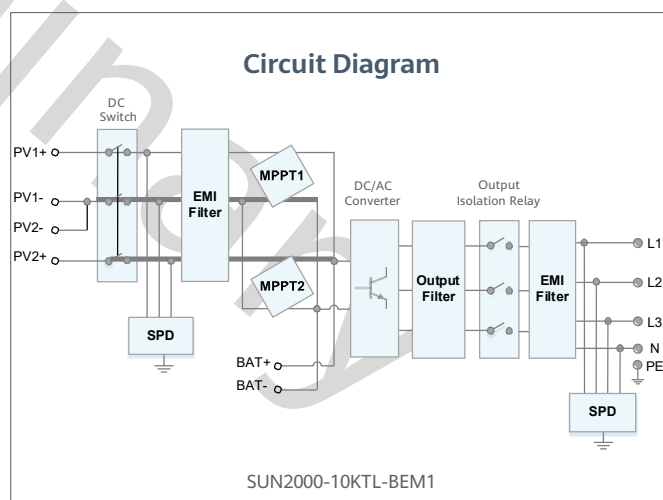 Circuit Diagram
DC
Switch
PV1+
PV1-
PV2-
PV2+
EMI
Filter
SPD
MPPT1
MPPT2
BAT+
BAT-
DC/AC
Converter
Output
Filter
Output
Isolation Relay
EMI
Filter
L1
L2
L3
N
PE
SPD
SUN2000-10KTL-BEM1